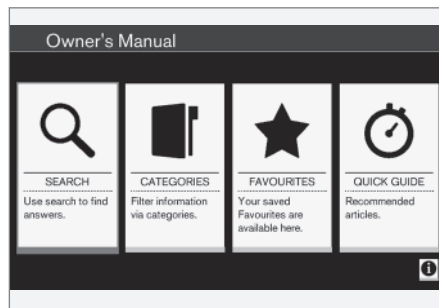 Owner's Manual
SEARCH
Use search to find
answers.
CATEGORIES
Filter information
via categories.
FAVOURITES
Your saved
Favourites are
available here.
QUICK GUIDE
Recommended
articles.
i